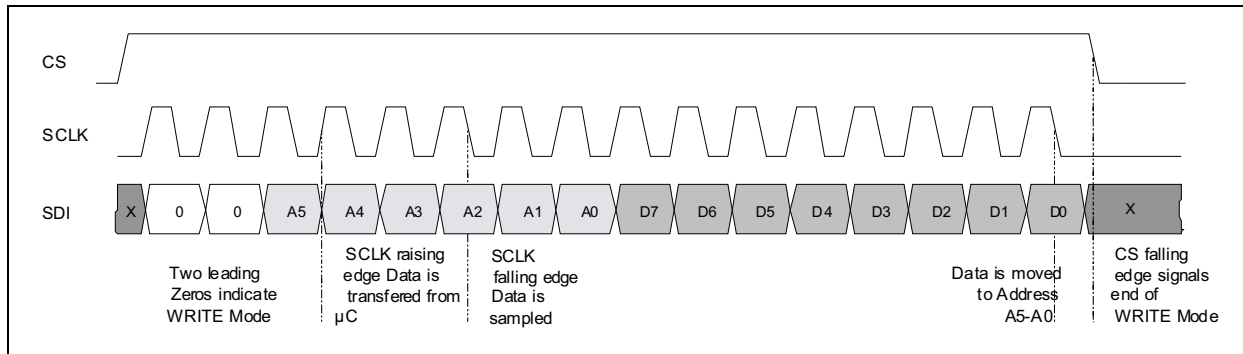 CS
SCLK
SDI
X 0 0 A5 A4 A3 A2 A1 A0 D7 D6 D5 D4 D3 D2 D1 D0 X
Two leading
Zeros indicate
WRITE Mode
SCLK raising
edge Data is
transfered from
µC
SCLK
falling edge
Data is
sampled
Data is moved
to Address
A5-A0
CS falling
edge signals
end of
WRITE Mode